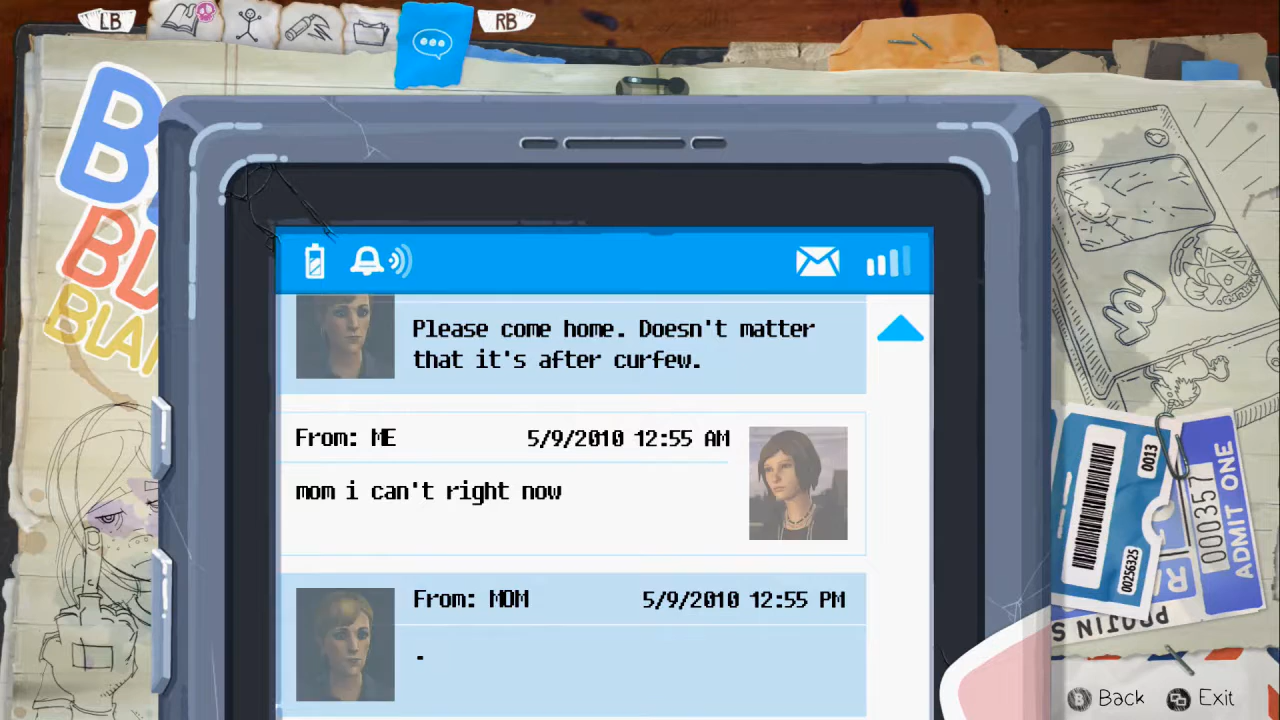 LB
RB
Please come home. Doesn't matter
that it's after curfew.
From: ME
5/9/2010 12:55 AM
mom i can't right now
From: MOM
5/9/2010 12:55 PM
.
0013
00256325
000357
ADMIT ONE
B Back
Exit